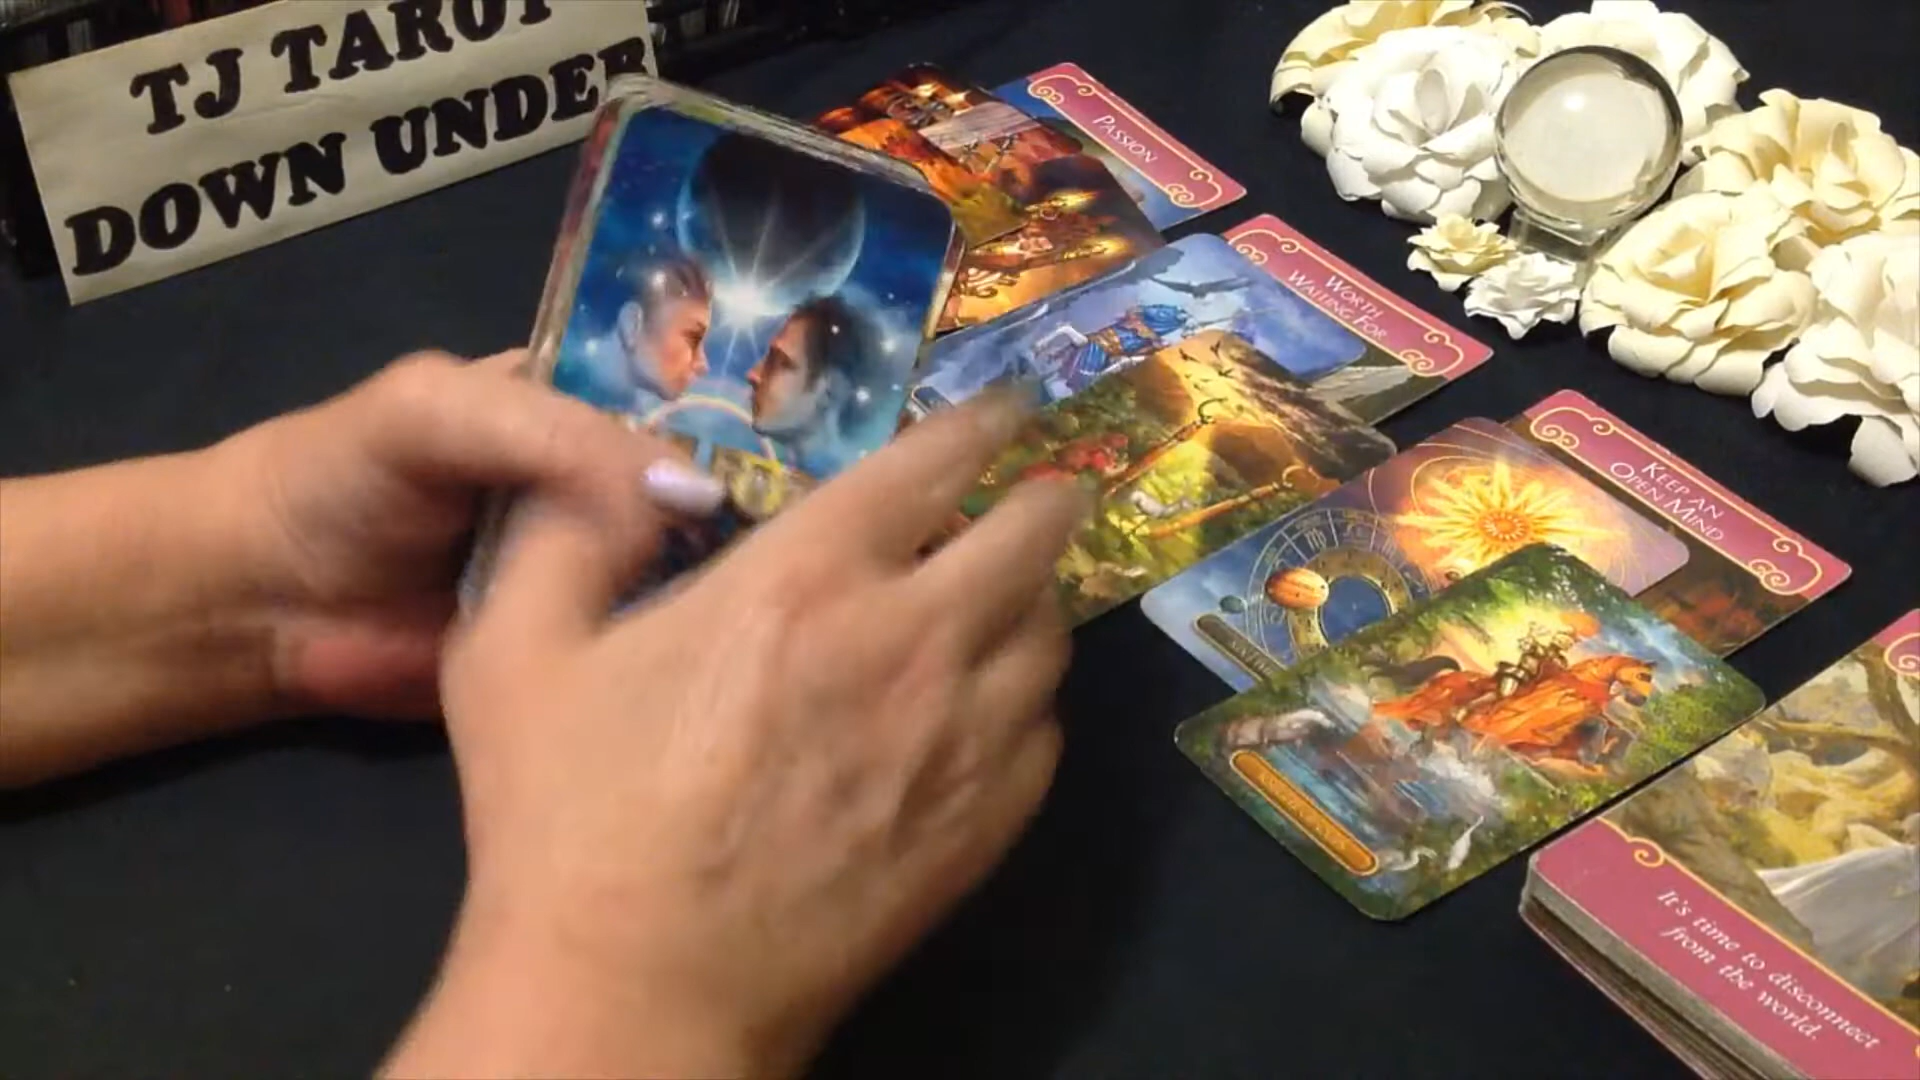 TJ TAROT
DOWN UNDER
PASSION
WORTH
WAITING FOR
KEEP AN
OPEN MIND
It's time to disconnect
from the world.